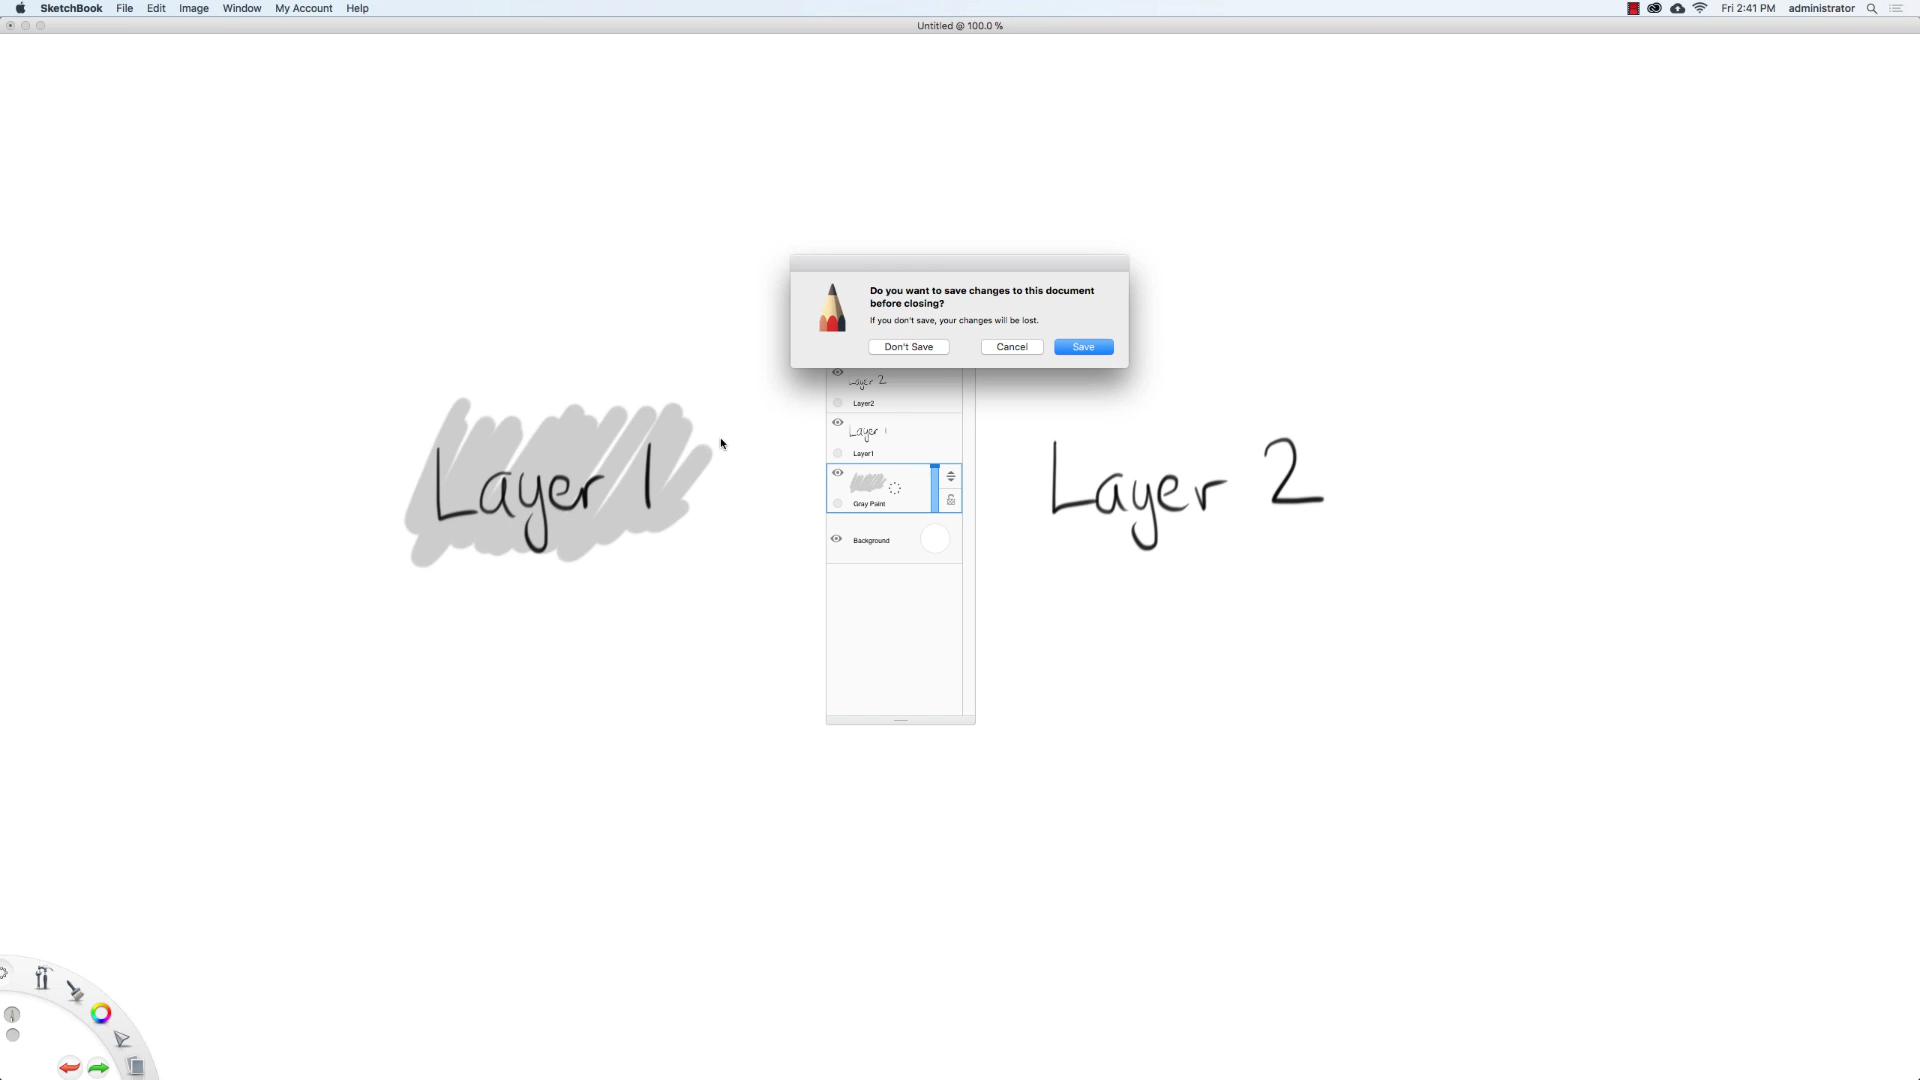 SketchBook File Edit Image Window My Account Help Fri 2:41 PM administrator
Untitled @ 100.0 %
Do you want to save changes to this document
before closing?
If you don't save, your changes will be lost.
Don't Save Cancel Save
Layer 2
Layer2
Layer 1
Layer1
Gray Paint
Background
Layer 1
Layer 2